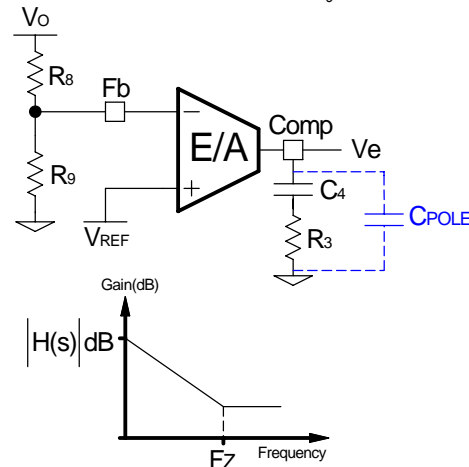 Vo
R8
Fb
R9
E/A
−
+
VREF
Comp
Ve
C4
R3
CPOLE
Gain(dB)
|H(s)|dB
FZ
Frequency